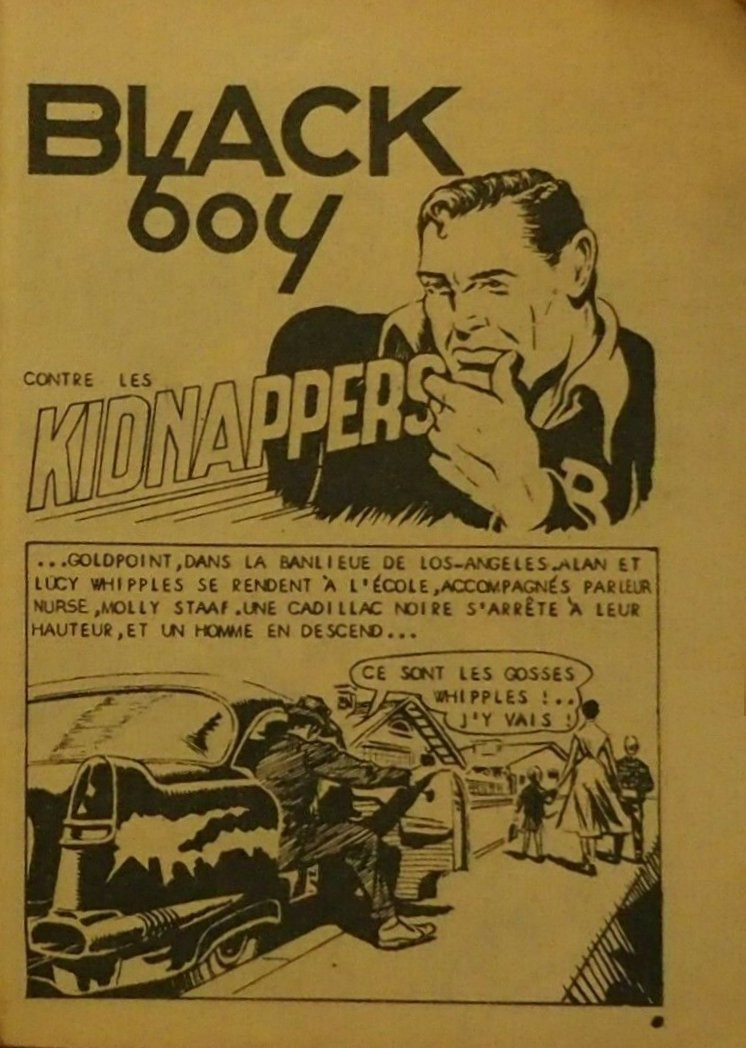 BLACK
boy
CONTRE LES
KIDNAPPERS
B
...GOLDPOINT, DANS LA BANLIEUE DE LOS-ANGELES. ALAN ET
LUCY WHIPPLES SE RENDENT À L'ÉCOLE, ACCOMPAGNÉS PAR LEUR
NURSE, MOLLY STAAF. UNE CADILLAC NOIRE S'ARRÊTE À LEUR
HAUTEUR, ET UN HOMME EN DESCEND...
CE SONT LES GOSSES
WHIPPLES !..
J'Y VAIS !